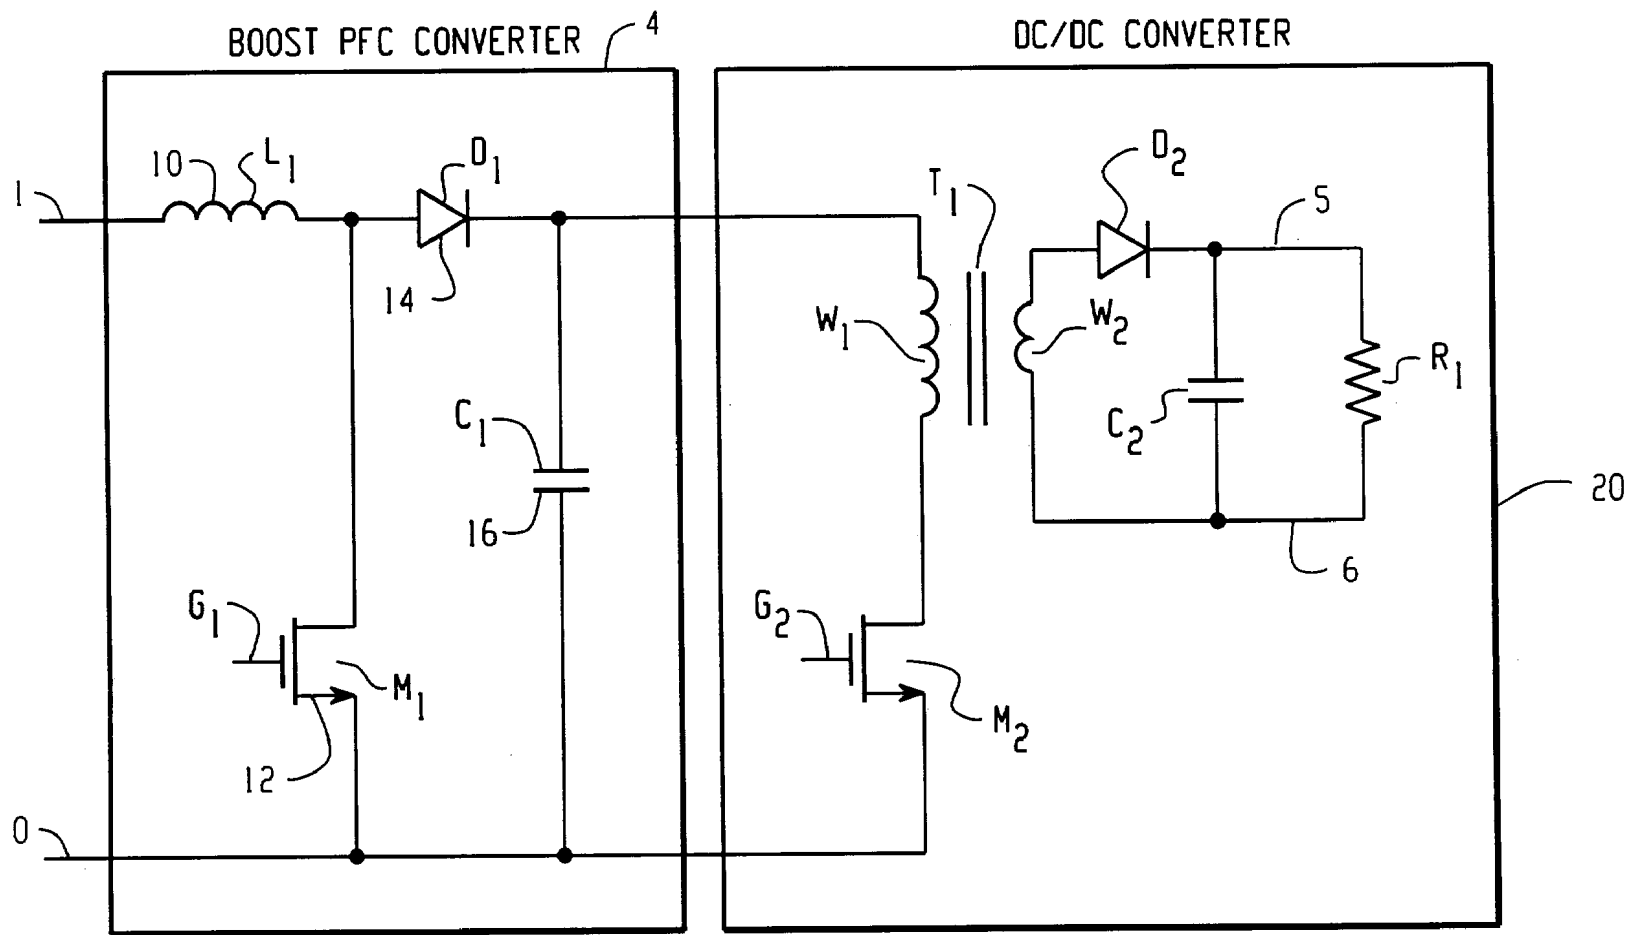 BOOST PFC CONVERTER
4
DC/DC CONVERTER
20
1
10
L1
D1
14
C1
16
G1
M1
12
0
T1
D2
5
W1
W2
C2
R1
6
G2
M2